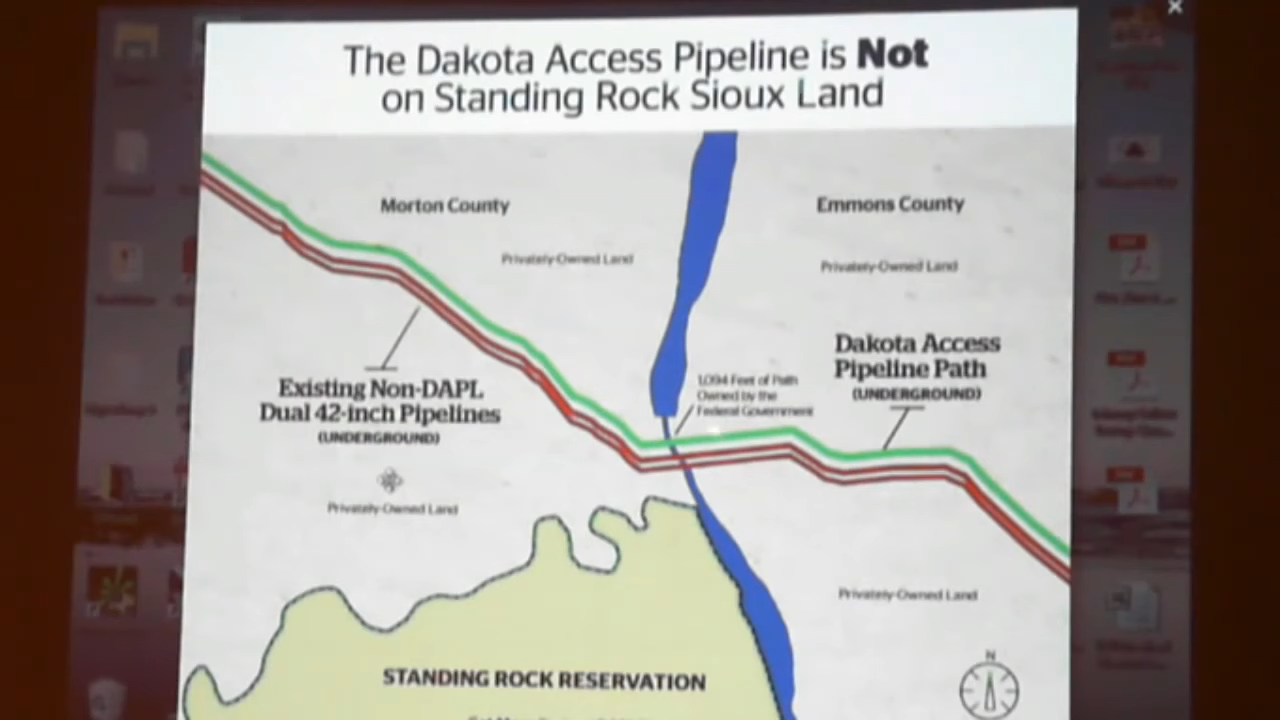 The Dakota Access Pipeline is Not
on Standing Rock Sioux Land
Morton County
Emmons County
Privately-Owned Land
Privately-Owned Land
Dakota Access
Pipeline Path
(UNDERGROUND)
1,094 Feet of Path
Owned by the
Federal Government
Existing Non-DAPL
Dual 42-inch Pipelines
(UNDERGROUND)
Privately-Owned Land
Privately-Owned Land
N
STANDING ROCK RESERVATION